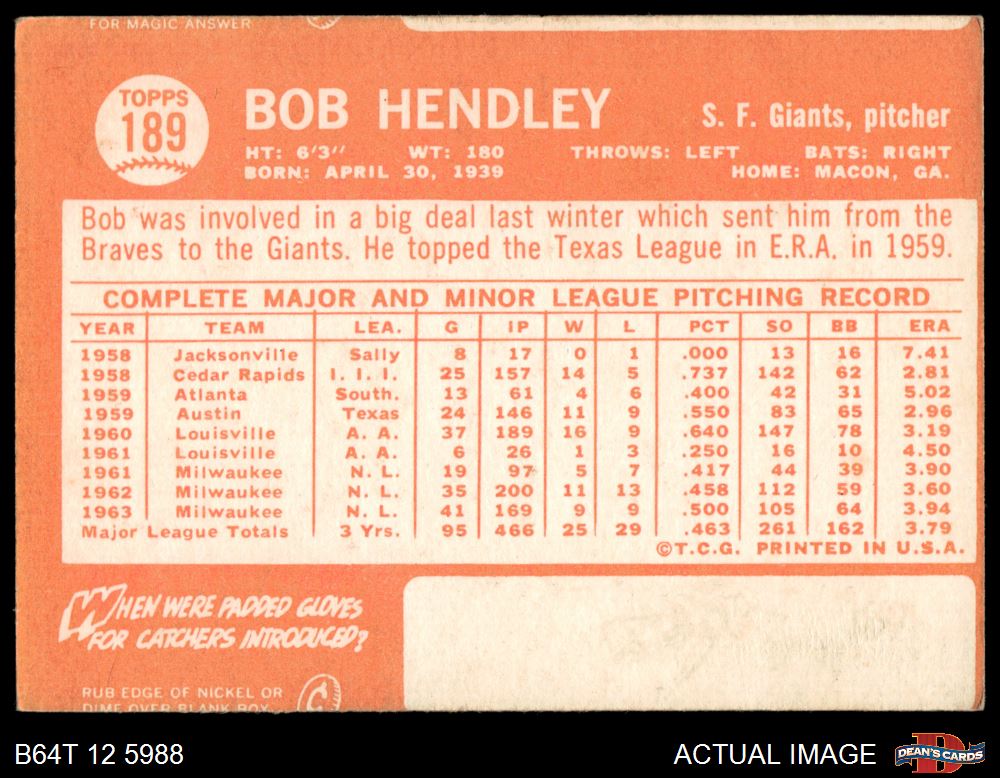 FOR MAGIC ANSWER
TOPPS
189
BOB HENDLEY
S. F. Giants, pitcher
HT: 6'3" WT: 180 THROWS: LEFT BATS: RIGHT
BORN: APRIL 30, 1939 HOME: MACON, GA.
Bob was involved in a big deal last winter which sent him from the
Braves to the Giants. He topped the Texas League in E.R.A. in 1959.
COMPLETE MAJOR AND MINOR LEAGUE PITCHING RECORD
YEAR TEAM LEA. G IP W L PCT SO BB ERA
1958 Jacksonville Sally 8 17 0 1 .000 13 16 7.41
1958 Cedar Rapids I. I. I. 25 157 14 5 .737 142 62 2.81
1959 Atlanta South. 13 61 4 6 .400 42 31 5.02
1959 Austin Texas 24 146 11 9 .550 83 65 2.96
1960 Louisville A. A. 37 189 16 9 .640 147 78 3.19
1961 Louisville A. A. 6 26 1 3 .250 16 10 4.50
1961 Milwaukee N. L. 19 97 5 7 .417 44 39 3.90
1962 Milwaukee N. L. 35 200 11 13 .458 112 59 3.60
1963 Milwaukee N. L. 41 169 9 9 .500 105 64 3.94
Major League Totals 3 Yrs. 95 466 25 29 .463 261 162 3.79
©T.C.G. PRINTED IN U.S.A.
WHEN WERE PADDED GLOVES
FOR CATCHERS INTRODUCED?
RUB EDGE OF NICKEL OR
DIME OVER BLANK BOX
B64T 12 5988
ACTUAL IMAGE
DEAN'S CARDS